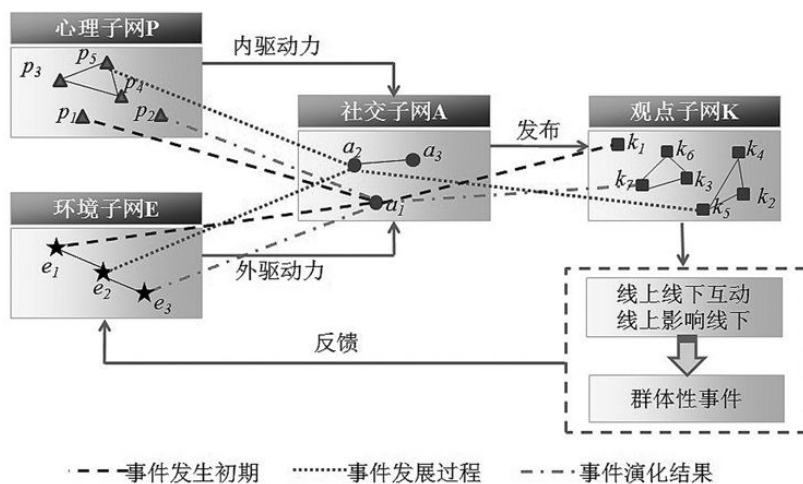 心理子网P
p5
p3
p4
p1
p2
内驱动力
社交子网A
a2
a3
a1
发布
观点子网K
k1
k6
k4
k7
k3
k2
k5
环境子网E
e1
e2
e3
外驱动力
线上线下互动
线上影响线下
反馈
群体性事件
事件发生初期
事件发展过程
事件演化结果